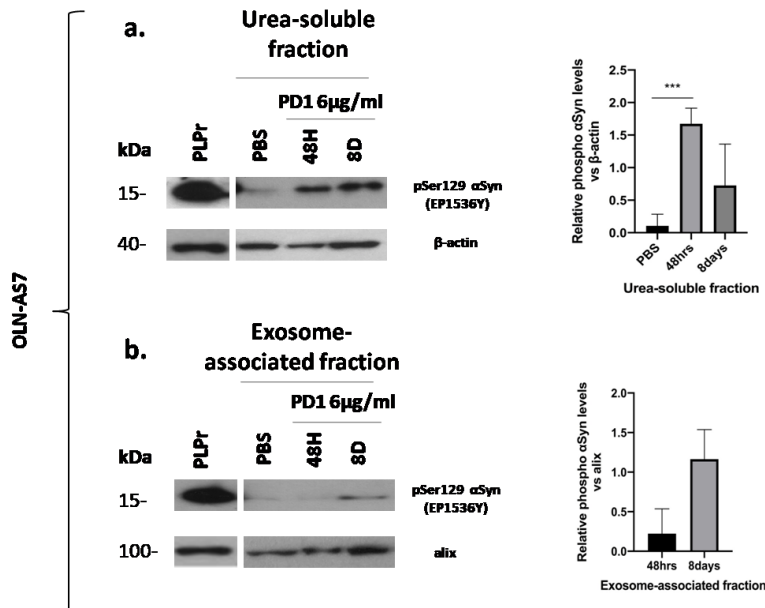 OLN-AS7
a.
Urea-soluble
fraction
PD1 6µg/ml
kDa
PLPr
PBS
48H
8D
15-
pSer129 αSyn
(EP1536Y)
40-
β-actin
Relative phospho αSyn levels
vs β-actin
2.5
2.0
1.5
1.0
0.5
0.0
***
PBS
48hrs
8days
Urea-soluble fraction
b.
Exosome-
associated fraction
PD1 6µg/ml
kDa
PLPr
PBS
48H
8D
15-
pSer129 αSyn
(EP1536Y)
100-
alix
Relative phospho αSyn levels
vs alix
2.0
1.5
1.0
0.5
0.0
48hrs
8days
Exosome-associated fraction